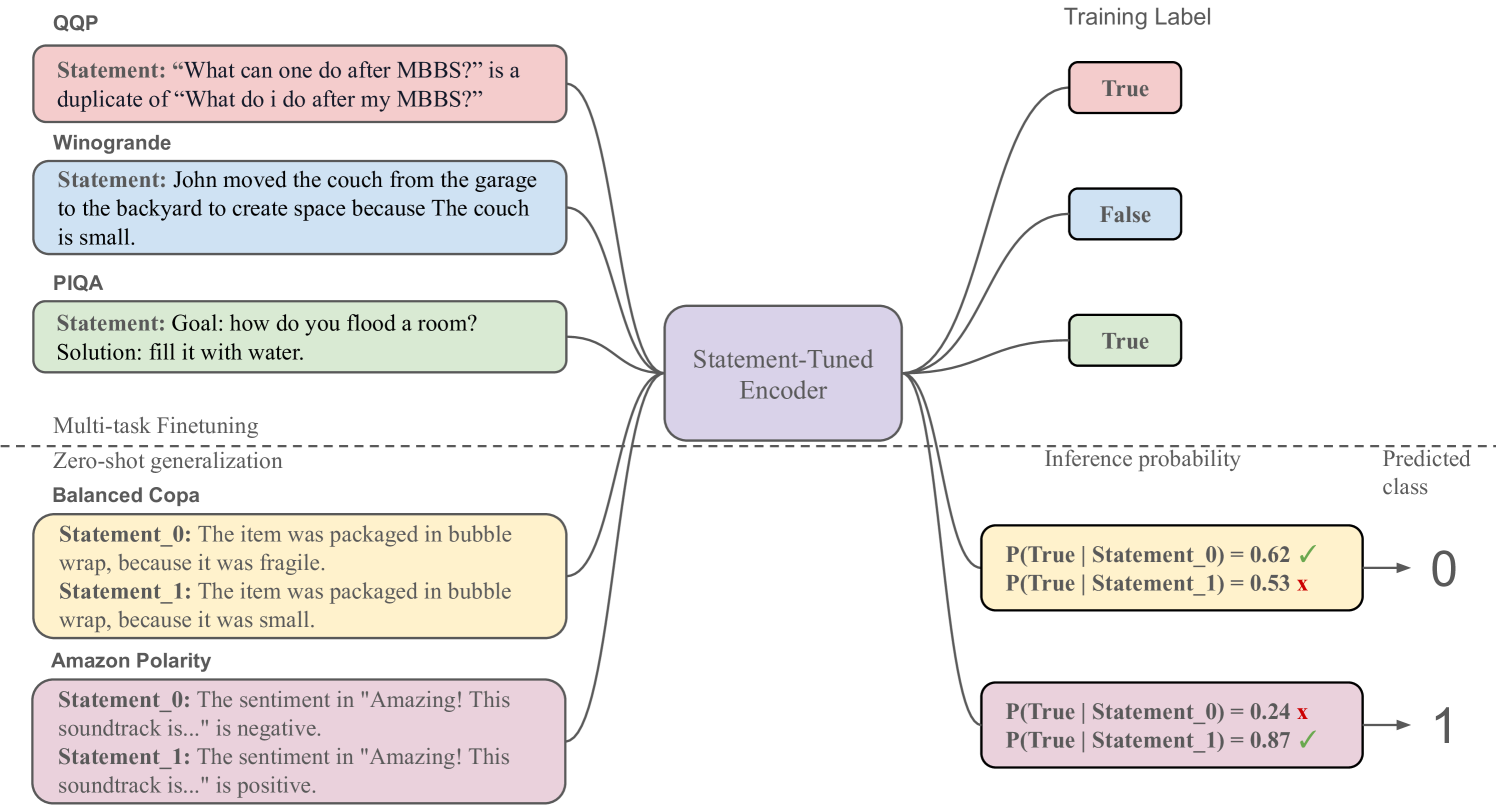 QQP
Training Label
Statement: “What can one do after MBBS?” is a
duplicate of “What do i do after my MBBS?”
True
Winogrande
Statement: John moved the couch from the garage
to the backyard to create space because The couch
is small.
False
PIQA
Statement: Goal: how do you flood a room?
Solution: fill it with water.
True
Statement-Tuned
Encoder
Multi-task Finetuning
Zero-shot generalization
Inference probability
Predicted
class
Balanced Copa
Statement_0: The item was packaged in bubble
wrap, because it was fragile.
Statement_1: The item was packaged in bubble
wrap, because it was small.
P(True | Statement_0) = 0.62 ✓
P(True | Statement_1) = 0.53 x
0
Amazon Polarity
Statement_0: The sentiment in "Amazing! This
soundtrack is..." is negative.
Statement_1: The sentiment in "Amazing! This
soundtrack is..." is positive.
P(True | Statement_0) = 0.24 x
P(True | Statement_1) = 0.87 ✓
1